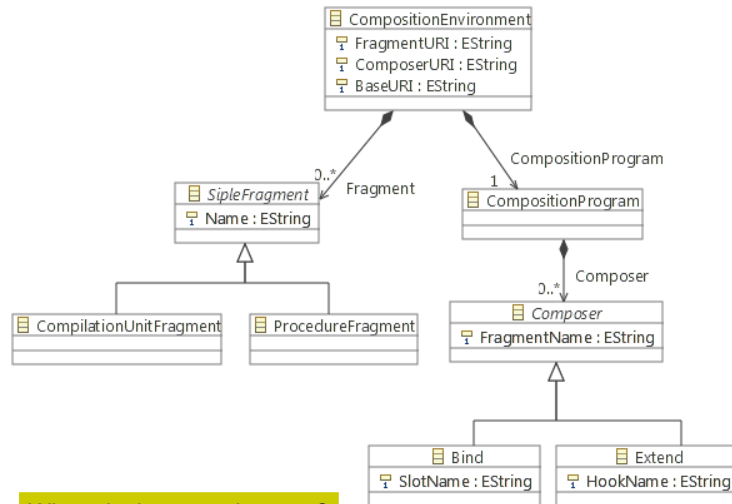 CompositionEnvironment
FragmentURI : EString
ComposerURI : EString
BaseURI : EString
CompositionProgram
0..*
Fragment
1
SipleFragment
Name : EString
CompositionProgram
Composer
0..*
CompilationUnitFragment
ProcedureFragment
Composer
FragmentName : EString
Bind
SlotName : EString
Extend
HookName : EString